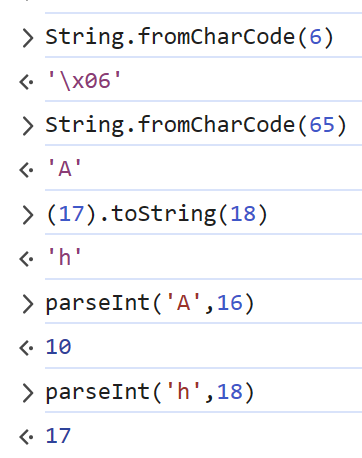 > String.fromCharCode(6)
<· '\x06'
> String.fromCharCode(65)
<· 'A'
> (17).toString(18)
<· 'h'
> parseInt('A',16)
<· 10
> parseInt('h',18)
<· 17